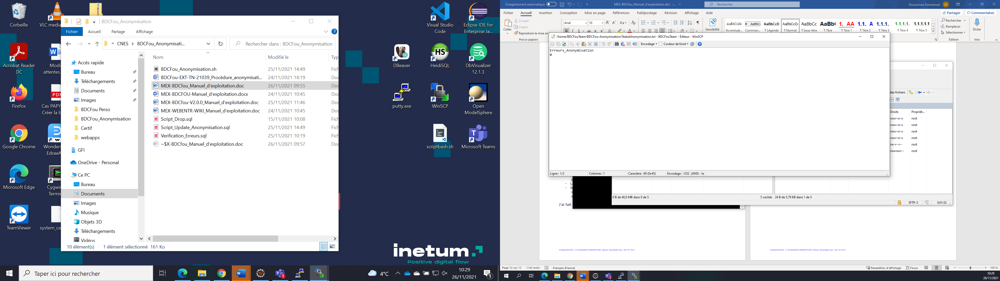 Corbeille
VLC media
Acrobat Reader
DC
Modi
attentes.
Firefox
Cas PAPY
Créer la b
Google Chrome
Wonders
EdrawM
Microsoft Edge
Cygwin
Termin
TeamViewer
system_ca
BDCFou_Anonymisation
Fichier Accueil Partage Affichage
« CNES > BDCFou_Anonymisati...
Rechercher dans : BDCFou_Anonymisation
Accès rapide
Bureau
Téléchargements
Documents
Images
BDCFou Perso
BDCFou_Anonymisation
Certif
webapps
GFI
OneDrive - Personal
Ce PC
Bureau
Documents
Images
Musique
Objets 3D
Téléchargements
Vidéos
Nom Modifié le Typ
BDCFou_Anonymisation.sh 25/11/2021 14:49 Fich
BDCFou-EXT-TN-21039_Procédure_anonymisati... 24/11/2021 14:19 Doc
MEX-BDCfou_Manuel_d'exploitation.doc 26/11/2021 09:55 Doc
MEX-BDCFOU-Manuel_d'exploitation.docx 24/11/2021 10:45 Doc
MEX-BDCfou-V2.0.0_Manuel_d'exploitation.doc 25/11/2021 11:46 Doc
MEX-WEBENTR-WIKI_Manuel_d'exploitation.doc 24/11/2021 10:45 Doc
Script_Drop.sql 15/11/2021 10:08 Fich
Script_Update_Anonymisation.sql 25/11/2021 14:49 Fich
Verification_Erreurs.sql 25/11/2021 10:19 Fich
~$X-BDCfou_Manuel_d'exploitation.doc 26/11/2021 09:57 Doc
10 élément(s) 1 élément sélectionné 161 Ko
Visual Studio
Code
Eclipse IDE for
Enterprise Ja...
DBeaver
HeidiSQL
DbVisualizer
12.1.3
putty.exe
WinSCP
Open
ModelSphere
scriptbash.sh
Microsoft Teams
inetum
Positive digital flow
Taper ici pour rechercher
4°C
10:29
26/11/2021
Enregistrement automatique
MEX-BDCfou_Manuel_d'exploitation.doc -...
Rechercher
Ducournau Emmanuel DE
Fichier Accueil Insertion Conception Mise en page Références Publipostage Révision Affichage Aide
Partager Commentaires
Coller
Couper
Copier
Reproduire la mise en
Presse-papiers
Arial 10
Sensibilité
Accentuat... Comman... ¶ Légende ¶ Normal ¶ Sous-titre ¶ Titre ¶ Titre 1 ¶ Titre 2 ¶ Titre 3 ¶ Titre 4 ¶ Titre 5
Rechercher
Remplacer
Sélectionner
Édition
Dicter
Voix
/home/BDCFouTeam/BDCFou-Anonymisation/StatutAnonymisation.txt - BDCFouTeam - Éditeur - WinSCP
Encodage Couleur de fond
Erreurs_Anonymisation
0
Ligne : 1/2 Colonne : 1 Caractère : 69 (0x45) Encodage : 1252 (ANSI - la
des fichiers
Droits Propriét...
rwxr-xr-x root
rwxr-xr-x root
rwxr-xr-x root
rwxr-xr-x root
rw-r--r-- root
rwxrwxr-- root
0 B de 40,0 MB dans 0 de 5
5 cachés
24 B de 5,79 KB dans 1 de 5
SFTP-3 0:01:52
J'ai fait
Page 12 sur 13 1142 mots Français (France)
Paramètres d'affichage Focus 100 %
10:29
26/11/2021